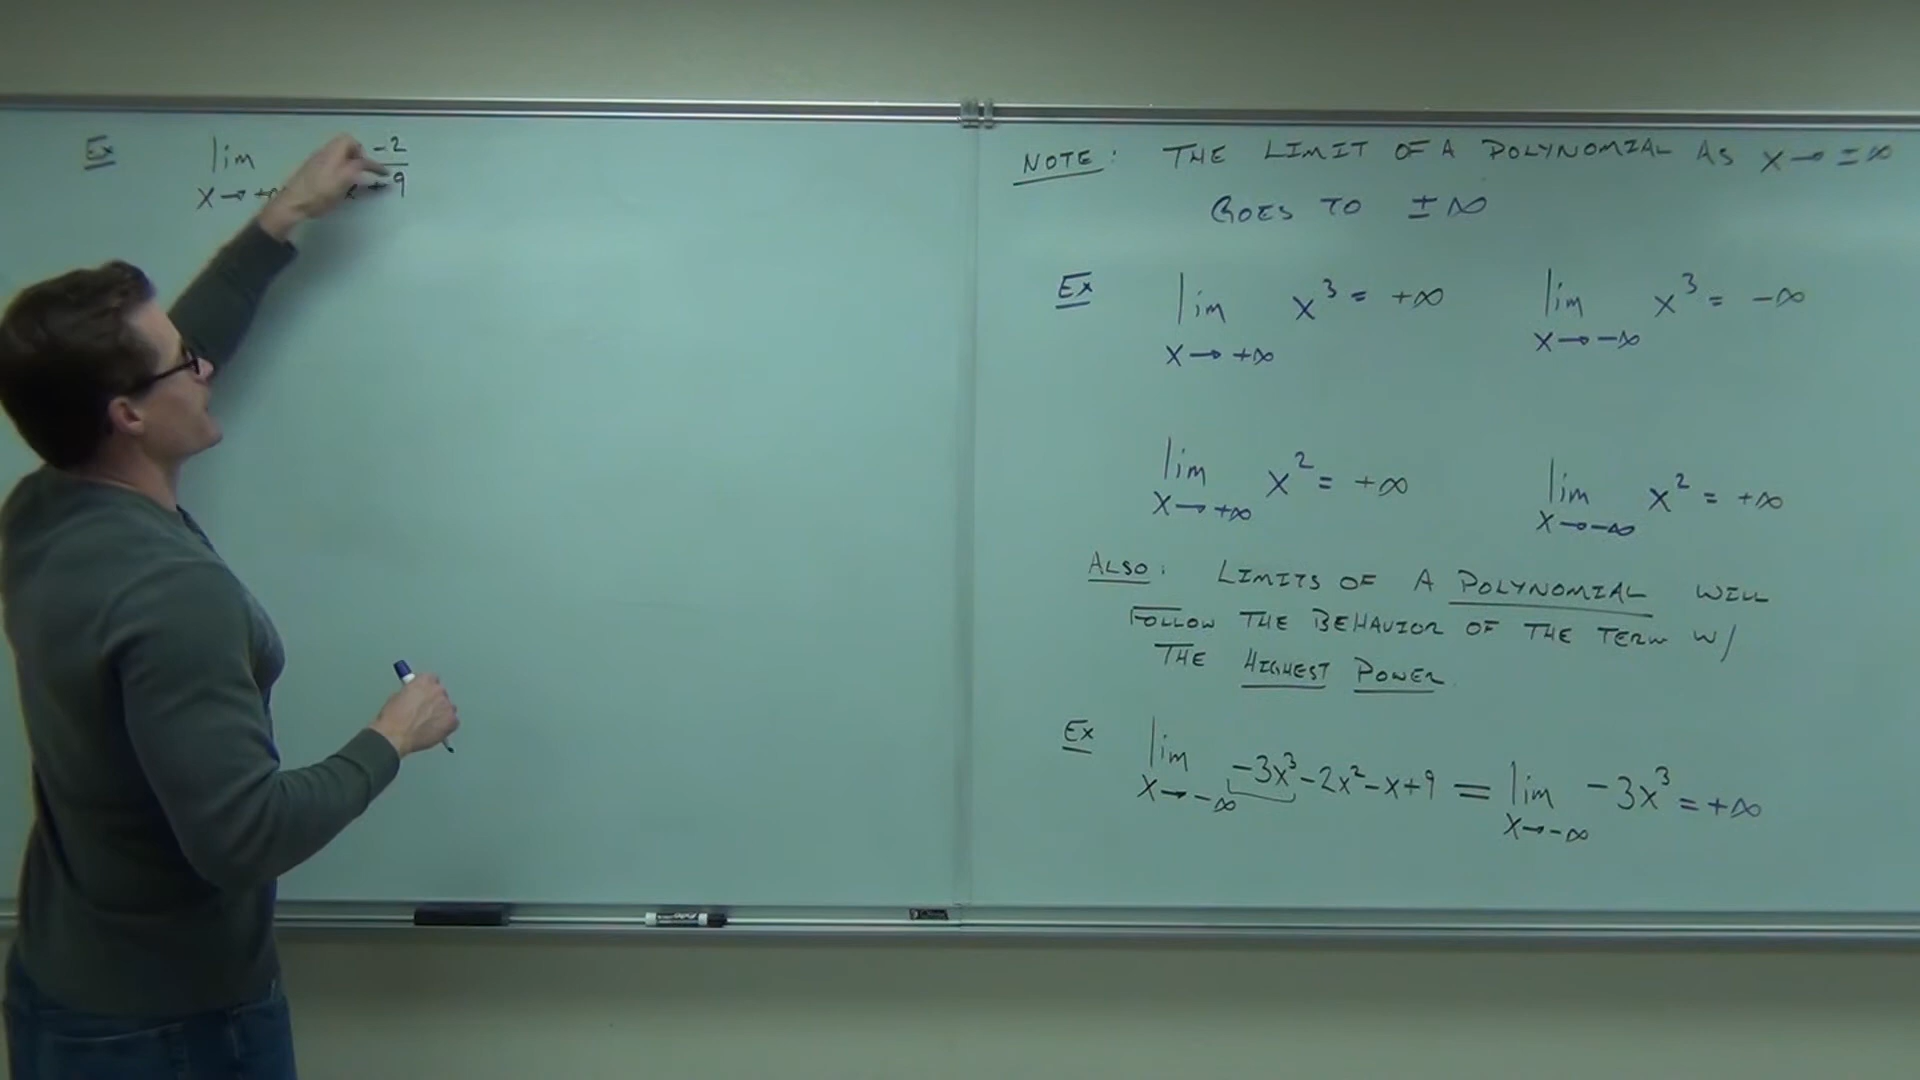 Ex lim -2
x → +∞ x + 9
NOTE: THE LIMIT OF A POLYNOMIAL AS x → ±∞
GOES TO ±∞
Ex lim x³ = +∞ lim x³ = -∞
x → +∞ x → -∞
lim x² = +∞ lim x² = +∞
x → +∞ x → -∞
ALSO: LIMITS OF A POLYNOMIAL WILL
FOLLOW THE BEHAVIOR OF THE TERM W/
THE HIGHEST POWER.
Ex lim -3x³-2x²-x+9 = lim -3x³ = +∞
x → -∞ x → -∞